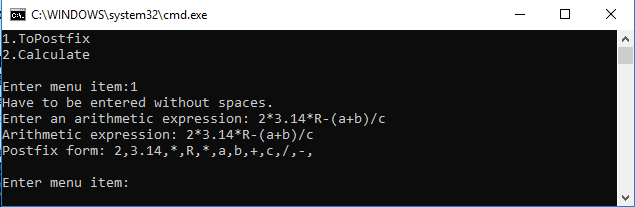 C:\WINDOWS\system32\cmd.exe
1.ToPostfix
2.Calculate
Enter menu item:1
Have to be entered without spaces.
Enter an arithmetic expression: 2*3.14*R-(a+b)/c
Arithmetic expression: 2*3.14*R-(a+b)/c
Postfix form: 2,3.14,*,R,*,a,b,+,c,/,-,
Enter menu item: